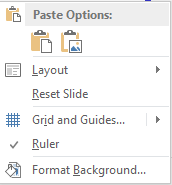 Paste Options:
Layout
Reset Slide
Grid and Guides...
Ruler
Format Background...